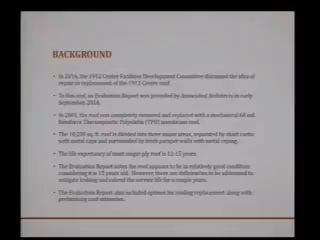 BACKGROUND
- In 2016, the 1912 Center Facilities Development Committee discussed the idea of
repair or replacement of the 1912 Center roof
- To this end, an Evaluation Report was provided by Associated Architects in early
September 2016.
- In 2001, the roof was completely removed and replaced with a mechanical 60 mil.
Reinforce Thermoplastic Polyolefin (TPO) membrane roof.
- The 10,230 sq. ft. roof is divided into three major areas, separated by short curbs
with metal caps and surrounded by brick parapet walls with metal coping.
- The life expectancy of most single-ply roof is 12-15 years.
- The Evaluation Report notes the roof appears to be in relatively good condition
considering it is 15 years old. However there are deficiencies to be addressed to
mitigate leaking and extend the service life for a couple years.
- The Evaluation Report also included options for roofing replacement along with
preliminary cost estimates.